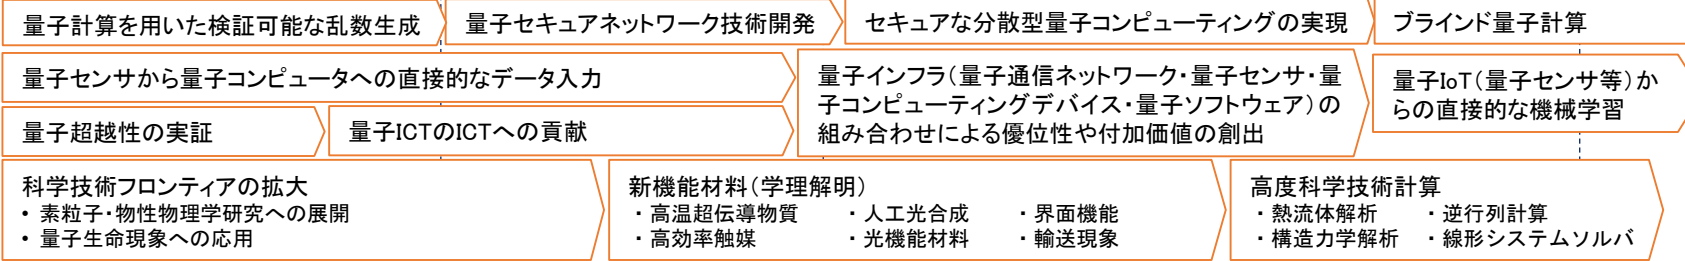 量子計算を用いた検証可能な乱数生成
量子セキュアネットワーク技術開発
セキュアな分散型量子コンピューティングの実現
ブラインド量子計算
量子センサから量子コンピュータへの直接的なデータ入力
量子インフラ（量子通信ネットワーク・量子センサ・量
子コンピューティングデバイス・量子ソフトウェア）の
組み合わせによる優位性や付加価値の創出
量子IoT（量子センサ等）か
らの直接的な機械学習
量子超越性の実証
量子ICTのICTへの貢献
科学技術フロンティアの拡大
• 素粒子・物性物理学研究への展開
• 量子生命現象への応用
新機能材料（学理解明）
・高温超伝導物質 ・人工光合成 ・界面機能
・高効率触媒 ・光機能材料 ・輸送現象
高度科学技術計算
・熱流体解析 ・逆行列計算
・構造力学解析 ・線形システムソルバ